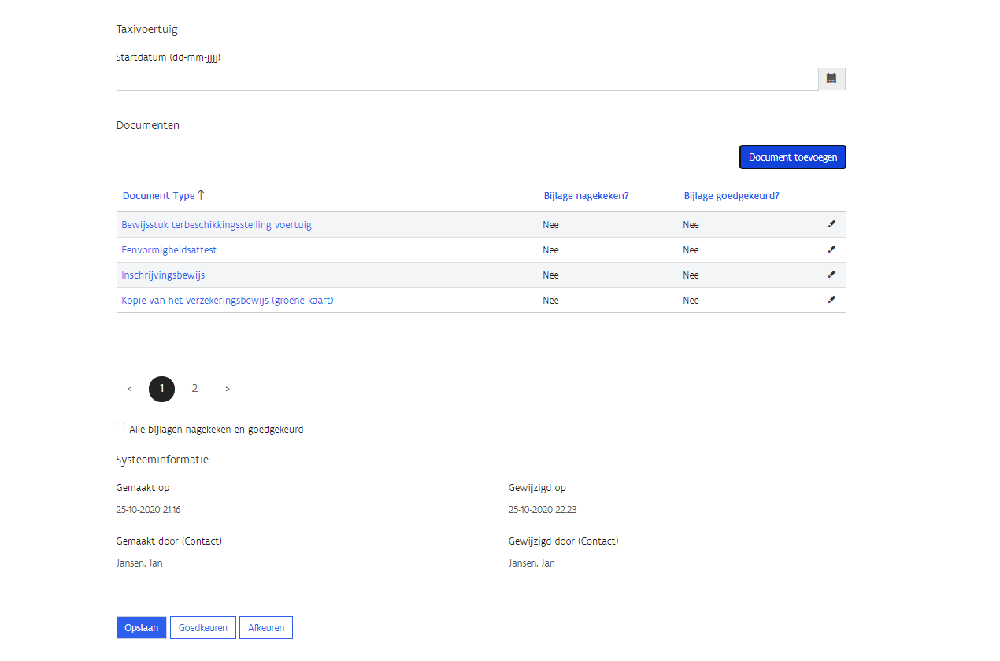 Taxivoertuig
Startdatum (dd-mm-jjjj)
Documenten
Document toevoegen
Document Type ↑ Bijlage nagekeken? Bijlage goedgekeurd?
Bewijsstuk terbeschikkingsstelling voertuig Nee Nee
Eenvormigheidsattest Nee Nee
Inschrijvingsbewijs Nee Nee
Kopie van het verzekeringsbewijs (groene kaart) Nee Nee
< 1 2 >
Alle bijlagen nagekeken en goedgekeurd
Systeeminformatie
Gemaakt op Gewijzigd op
25-10-2020 21:16 25-10-2020 22:23
Gemaakt door (Contact) Gewijzigd door (Contact)
Jansen, Jan Jansen, Jan
Opslaan Goedkeuren Afkeuren